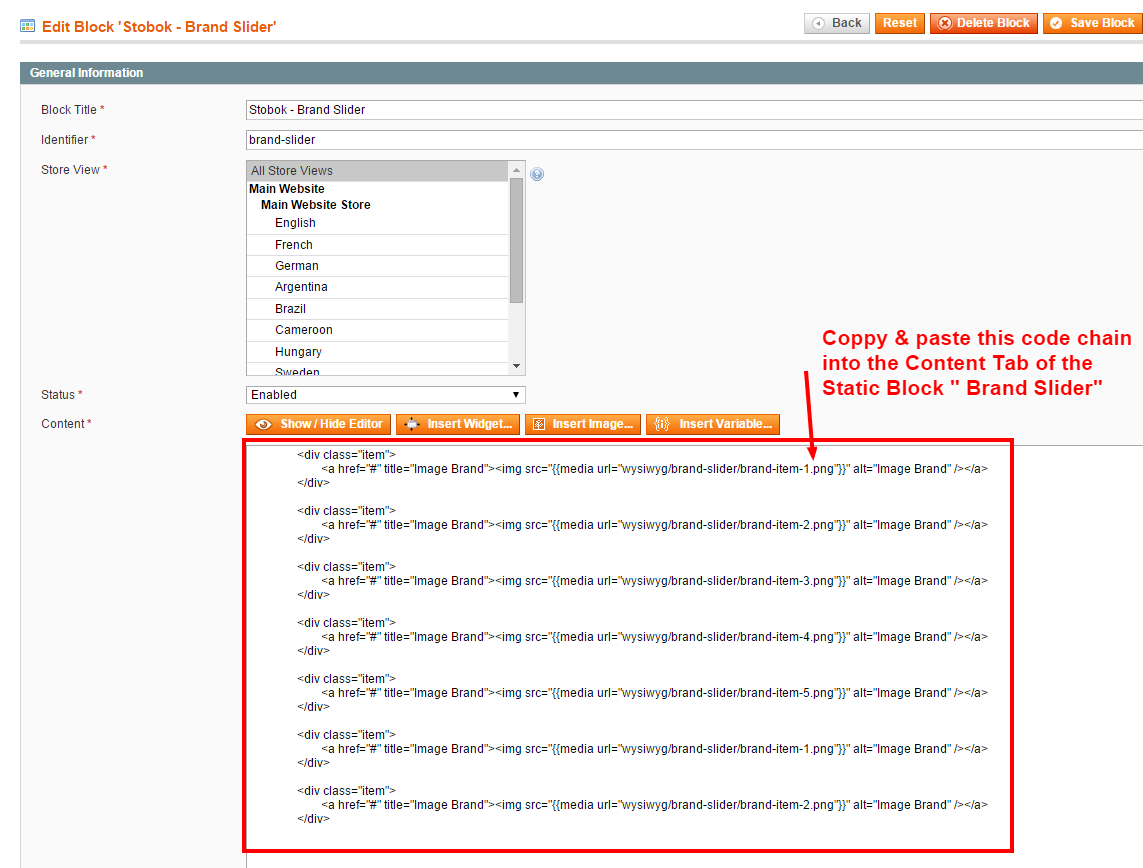 Edit Block 'Stobok - Brand Slider'
Back
Reset
Delete Block
Save Block
General Information
Block Title *
Stobok - Brand Slider
Identifier *
brand-slider
Store View *
All Store Views
Main Website
Main Website Store
English
French
German
Argentina
Brazil
Cameroon
Hungary
Sweden
Coppy & paste this code chain
into the Content Tab of the
Static Block " Brand Slider"
Status *
Enabled
Content *
Show / Hide Editor
Insert Widget...
Insert Image...
Insert Variable...
<div class="item">
<a href="#" title="Image Brand"><img src="{{media url="wysiwyg/brand-slider/brand-item-1.png"}}" alt="Image Brand" /></a>
</div>
<div class="item">
<a href="#" title="Image Brand"><img src="{{media url="wysiwyg/brand-slider/brand-item-2.png"}}" alt="Image Brand" /></a>
</div>
<div class="item">
<a href="#" title="Image Brand"><img src="{{media url="wysiwyg/brand-slider/brand-item-3.png"}}" alt="Image Brand" /></a>
</div>
<div class="item">
<a href="#" title="Image Brand"><img src="{{media url="wysiwyg/brand-slider/brand-item-4.png"}}" alt="Image Brand" /></a>
</div>
<div class="item">
<a href="#" title="Image Brand"><img src="{{media url="wysiwyg/brand-slider/brand-item-5.png"}}" alt="Image Brand" /></a>
</div>
<div class="item">
<a href="#" title="Image Brand"><img src="{{media url="wysiwyg/brand-slider/brand-item-1.png"}}" alt="Image Brand" /></a>
</div>
<div class="item">
<a href="#" title="Image Brand"><img src="{{media url="wysiwyg/brand-slider/brand-item-2.png"}}" alt="Image Brand" /></a>
</div>